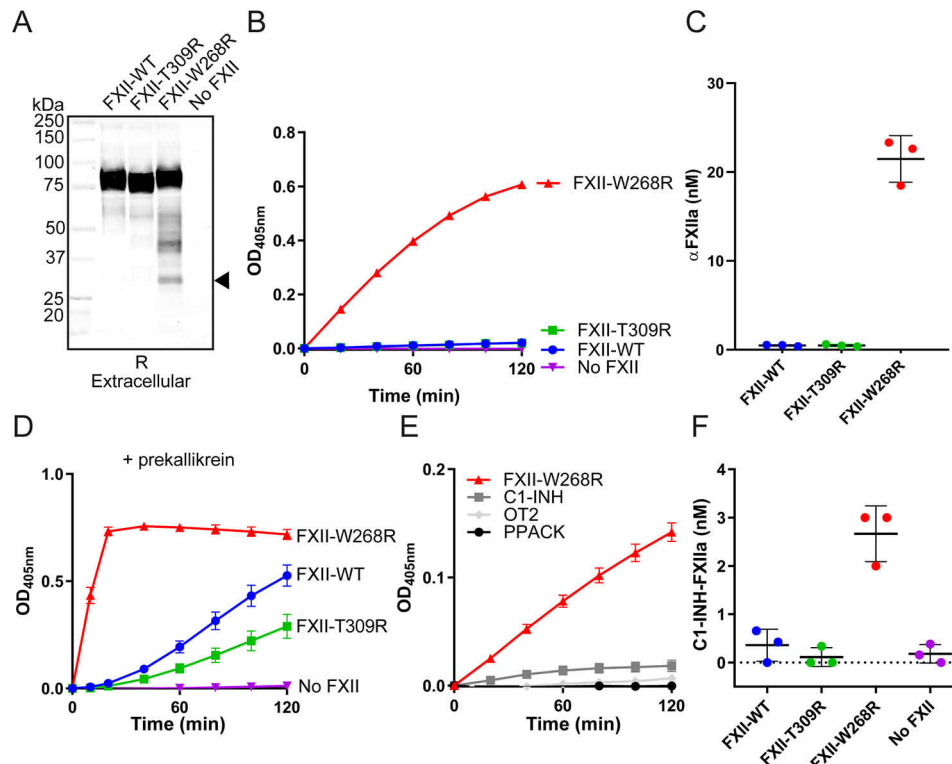 A
kDa
FXII-WT
FXII-T309R
FXII-W268R
No FXII
250
150
100
75
50
37
25
20
R
Extracellular
B
OD405nm
0.8
0.6
0.4
0.2
0.0
0
60
120
Time (min)
FXII-W268R
FXII-T309R
FXII-WT
No FXII
C
αFXIIa (nM)
30
20
10
0
FXII-WT
FXII-T309R
FXII-W268R
D
+ prekallikrein
OD405nm
1.0
0.5
0.0
0
60
120
Time (min)
FXII-W268R
FXII-WT
FXII-T309R
No FXII
E
OD405nm
0.2
0.1
0.0
0
60
120
Time (min)
FXII-W268R
C1-INH
OT2
PPACK
F
C1-INH-FXIIa (nM)
4
3
2
1
0
FXII-WT
FXII-T309R
FXII-W268R
No FXII